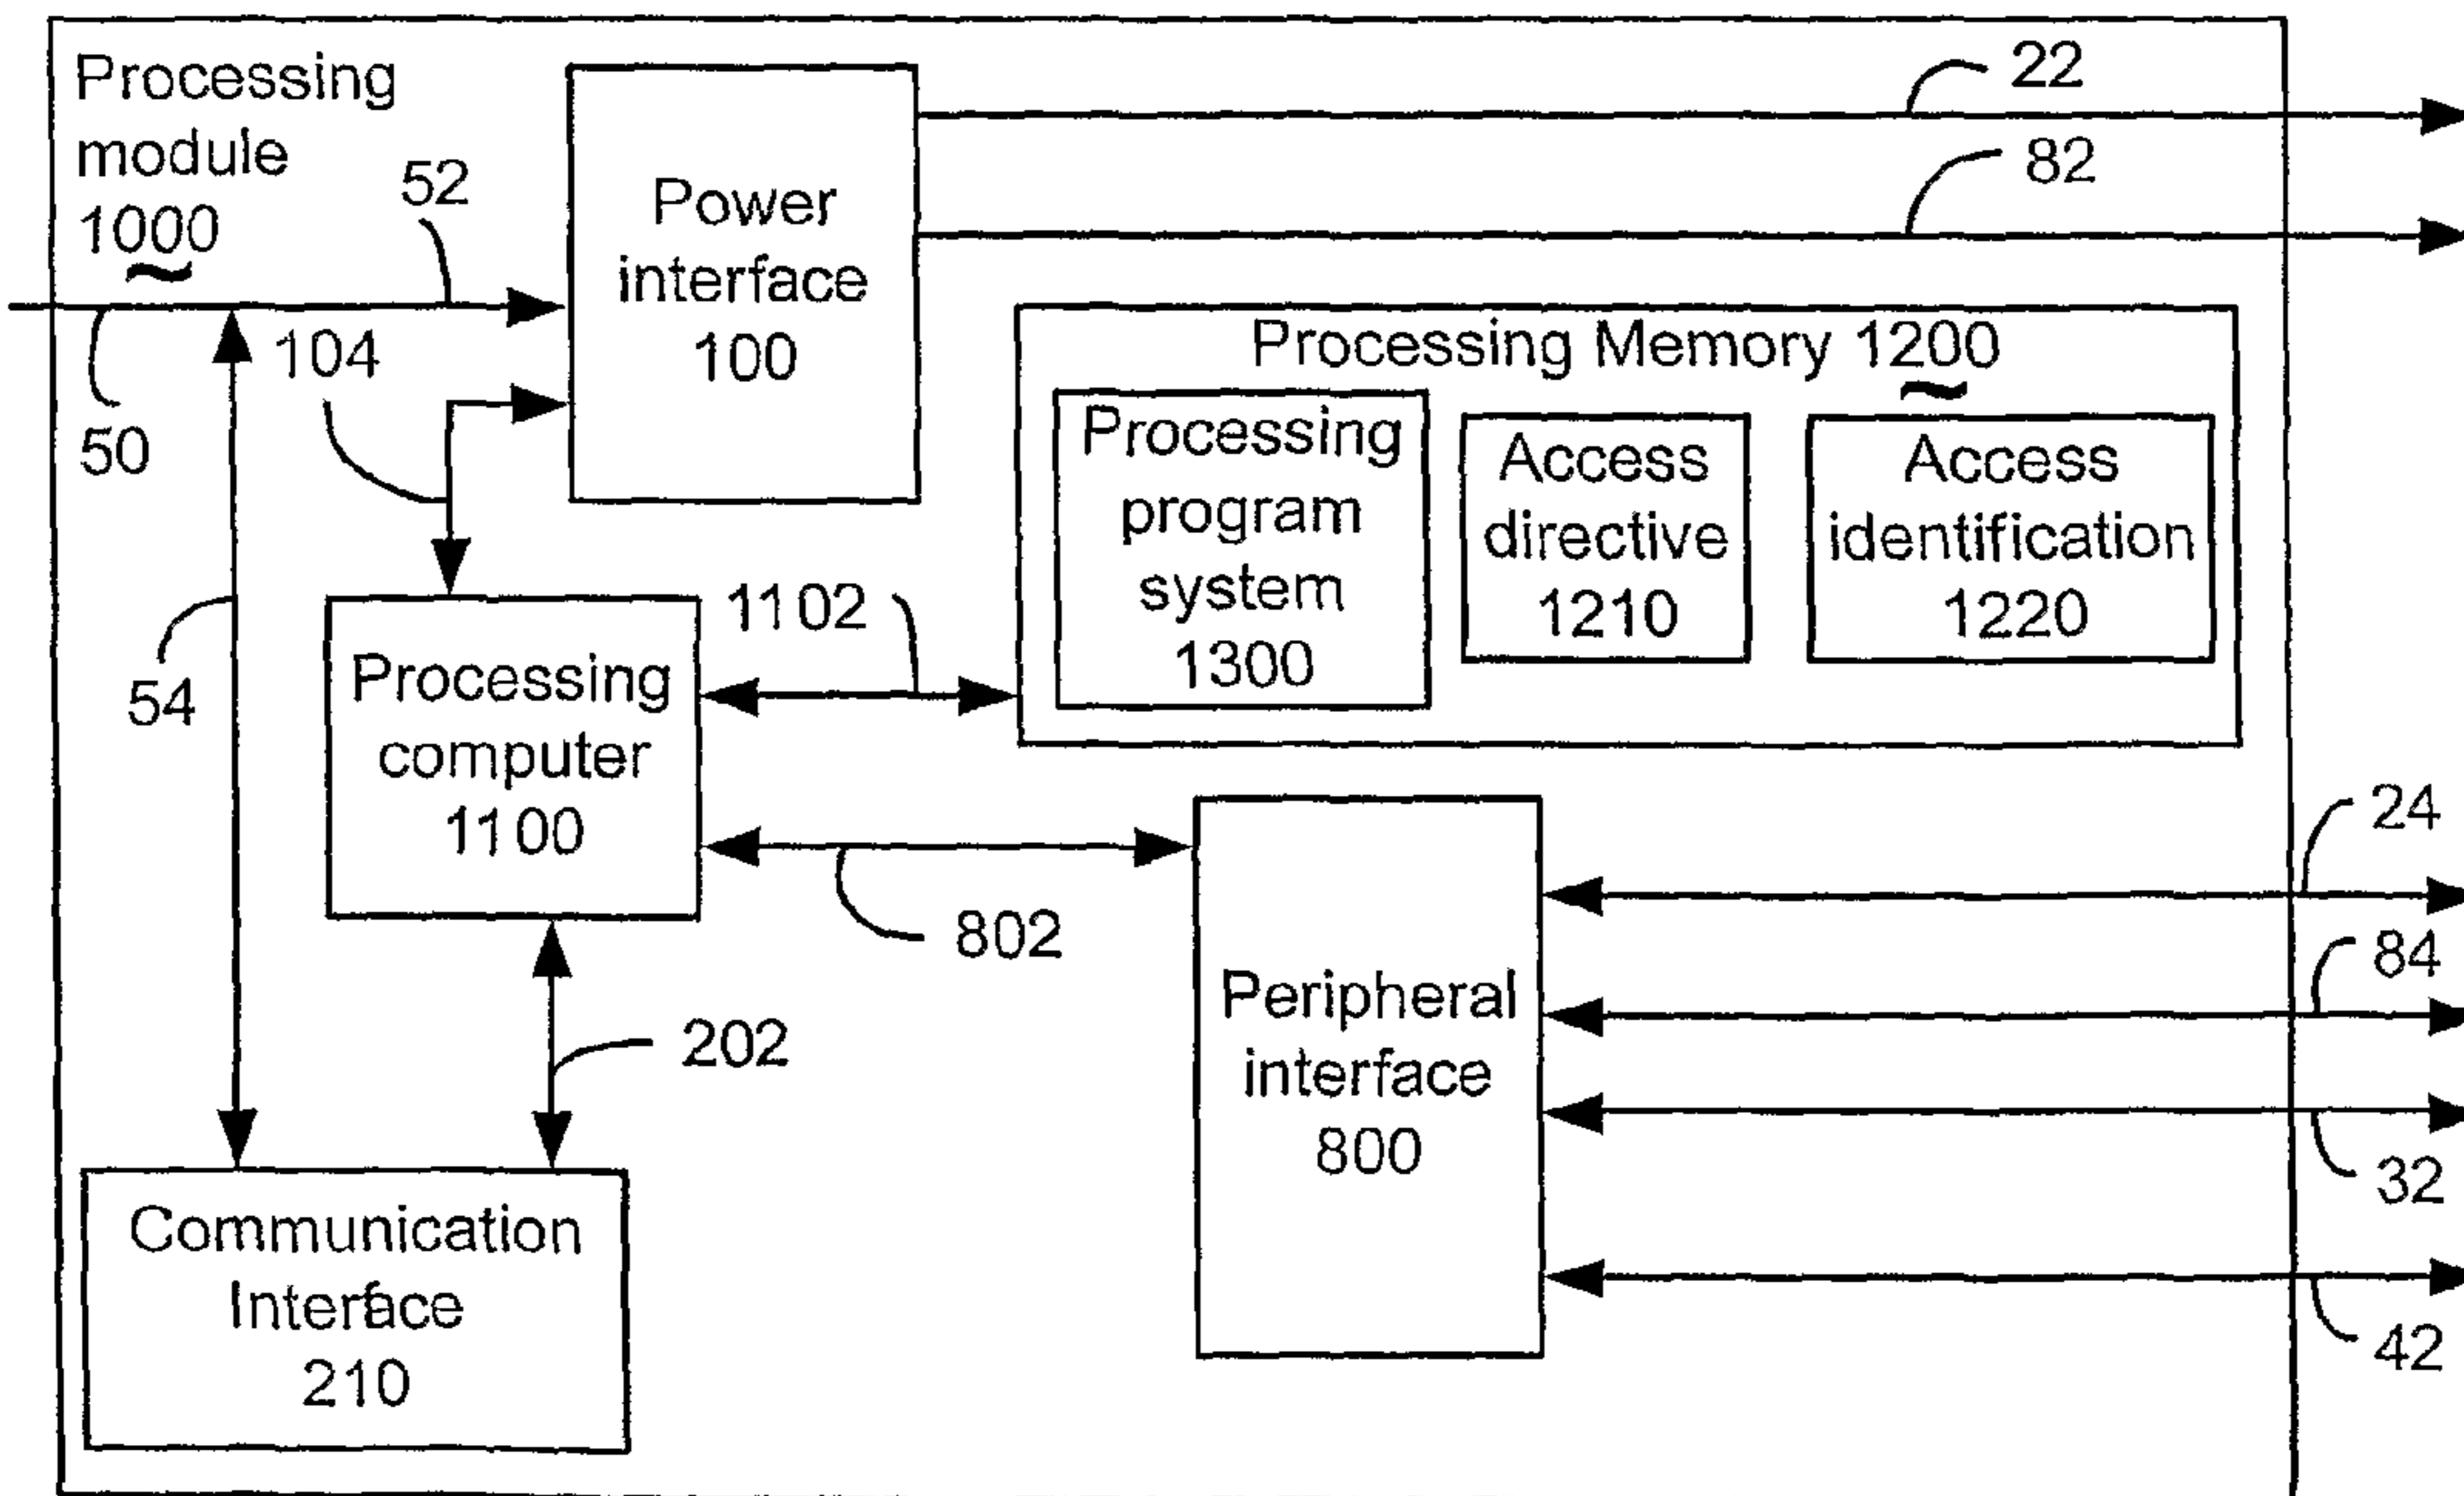 Processing
module
1000
52
50
104
54
Power
interface
100
22
82
Processing Memory 1200
Processing
program
system
1300
Access
directive
1210
Access
identification
1220
1102
Processing
computer
1100
802
202
Communication
Interface
210
Peripheral
interface
800
24
84
32
42